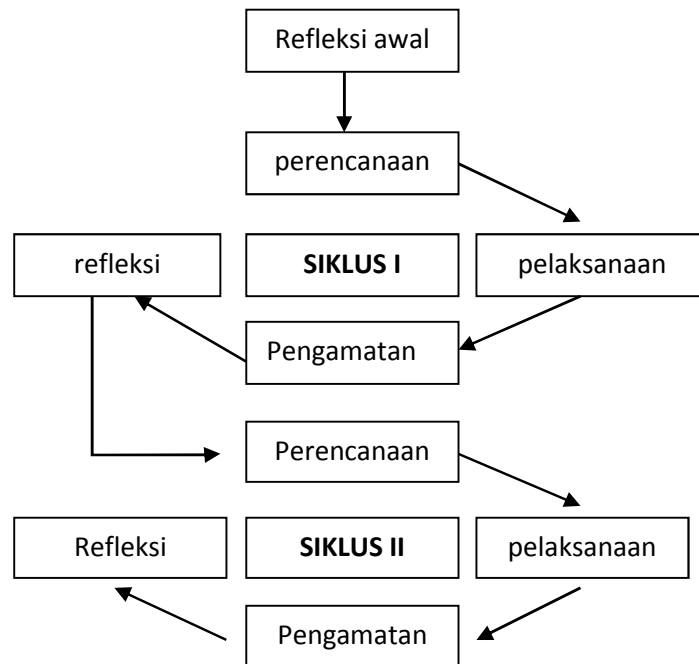 Refleksi awal
perencanaan
refleksi
SIKLUS I
pelaksanaan
Pengamatan
Perencanaan
Refleksi
SIKLUS II
pelaksanaan
Pengamatan